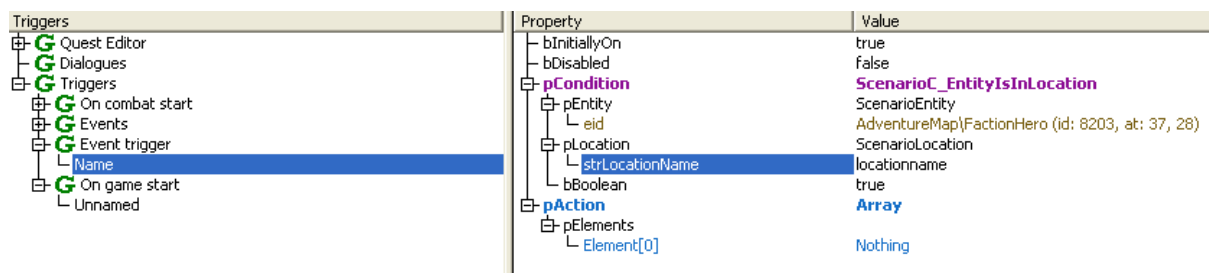 Triggers
Quest Editor
Dialogues
Triggers
On combat start
Events
Event trigger
Name
On game start
Unnamed
Property Value
bInitiallyOn true
bDisabled false
pCondition ScenarioC_EntityIsInLocation
pEntity ScenarioEntity
eid AdventureMap\FactionHero (id: 8203, at: 37, 28)
pLocation ScenarioLocation
strLocationName locationname
bBoolean true
pAction Array
pElements
Element[0] Nothing